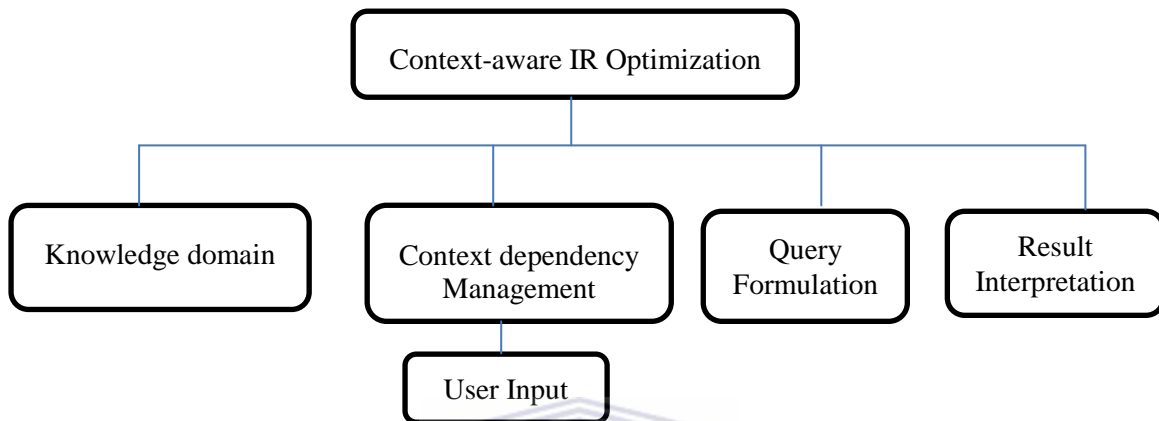 Context-aware IR Optimization
Knowledge domain
Context dependency
Management
Query
Formulation
Result
Interpretation
User Input